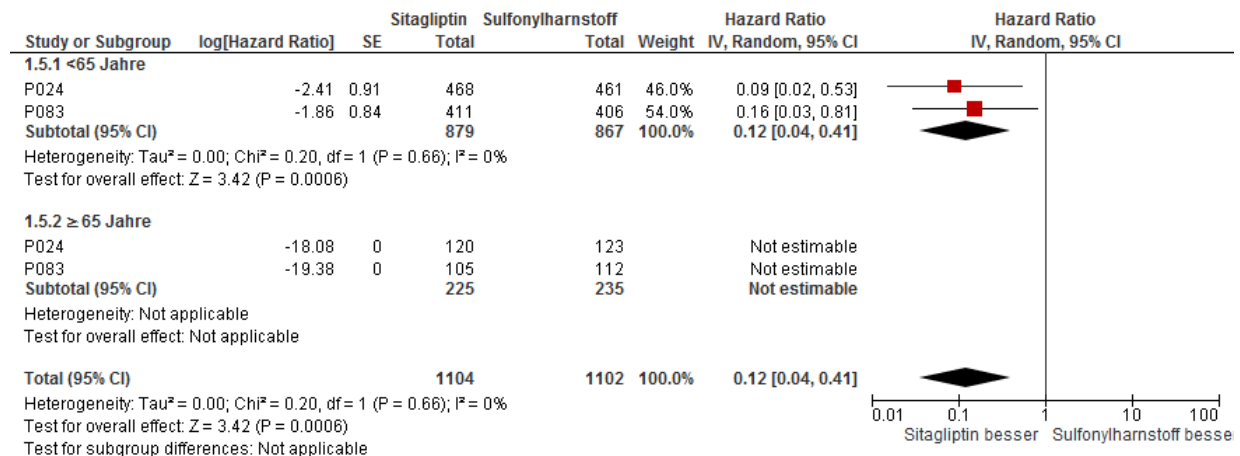 Sitagliptin Sulfonylharnstoff Hazard Ratio Hazard Ratio
Study or Subgroup log[Hazard Ratio] SE Total Total Weight IV, Random, 95% CI IV, Random, 95% CI
1.5.1 <65 Jahre
P024 -2.41 0.91 468 461 46.0% 0.09 [0.02, 0.53]
P083 -1.86 0.84 411 406 54.0% 0.16 [0.03, 0.81]
Subtotal (95% CI) 879 867 100.0% 0.12 [0.04, 0.41]
Heterogeneity: Tau² = 0.00; Chi² = 0.20, df = 1 (P = 0.66); I² = 0%
Test for overall effect: Z = 3.42 (P = 0.0006)
1.5.2 ≥ 65 Jahre
P024 -18.08 0 120 123 Not estimable
P083 -19.38 0 105 112 Not estimable
Subtotal (95% CI) 225 235 Not estimable
Heterogeneity: Not applicable
Test for overall effect: Not applicable
Total (95% CI) 1104 1102 100.0% 0.12 [0.04, 0.41]
Heterogeneity: Tau² = 0.00; Chi² = 0.20, df = 1 (P = 0.66); I² = 0%
Test for overall effect: Z = 3.42 (P = 0.0006)
Test for subgroup differences: Not applicable
0.01 0.1 1 10 100
Sitagliptin besser Sulfonylharnstoff besser